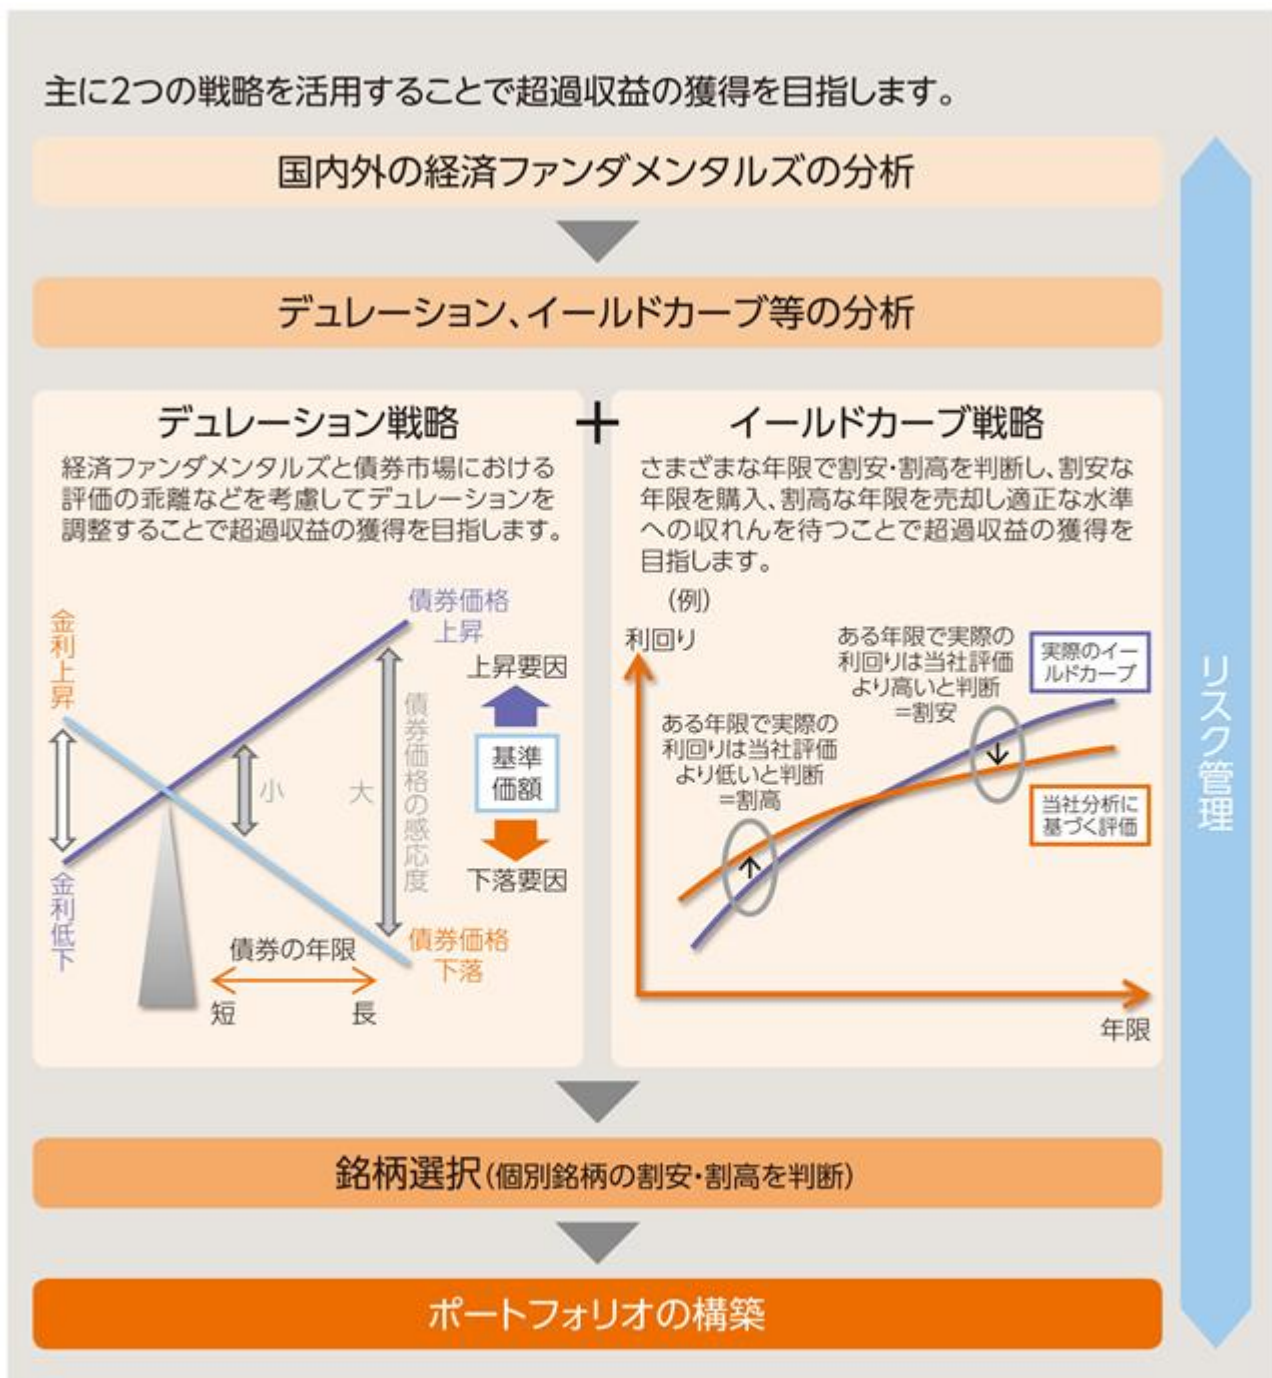 主に2つの戦略を活用することで超過収益の獲得を目指します。
国内外の経済ファンダメンタルズの分析
デュレーション、イールドカーブ等の分析
デュレーション戦略
経済ファンダメンタルズと債券市場における
評価の乖離などを考慮してデュレーションを
調整することで超過収益の獲得を目指します。
金利上昇
金利低下
債券価格
上昇
上昇要因
基準
価額
下落要因
債券価格の感応度
小
大
債券価格
下落
債券の年限
短
長
+
イールドカーブ戦略
さまざまな年限で割安・割高を判断し、割安な
年限を購入、割高な年限を売却し適正な水準
への収れんを待つことで超過収益の獲得を
目指します。
(例)
利回り
ある年限で実際の
利回りは当社評価
より低いと判断
=割高
ある年限で実際の
利回りは当社評価
より高いと判断
=割安
実際のイー
ルドカーブ
当社分析に
基づく評価
年限
銘柄選択(個別銘柄の割安・割高を判断)
ポートフォリオの構築
リスク管理